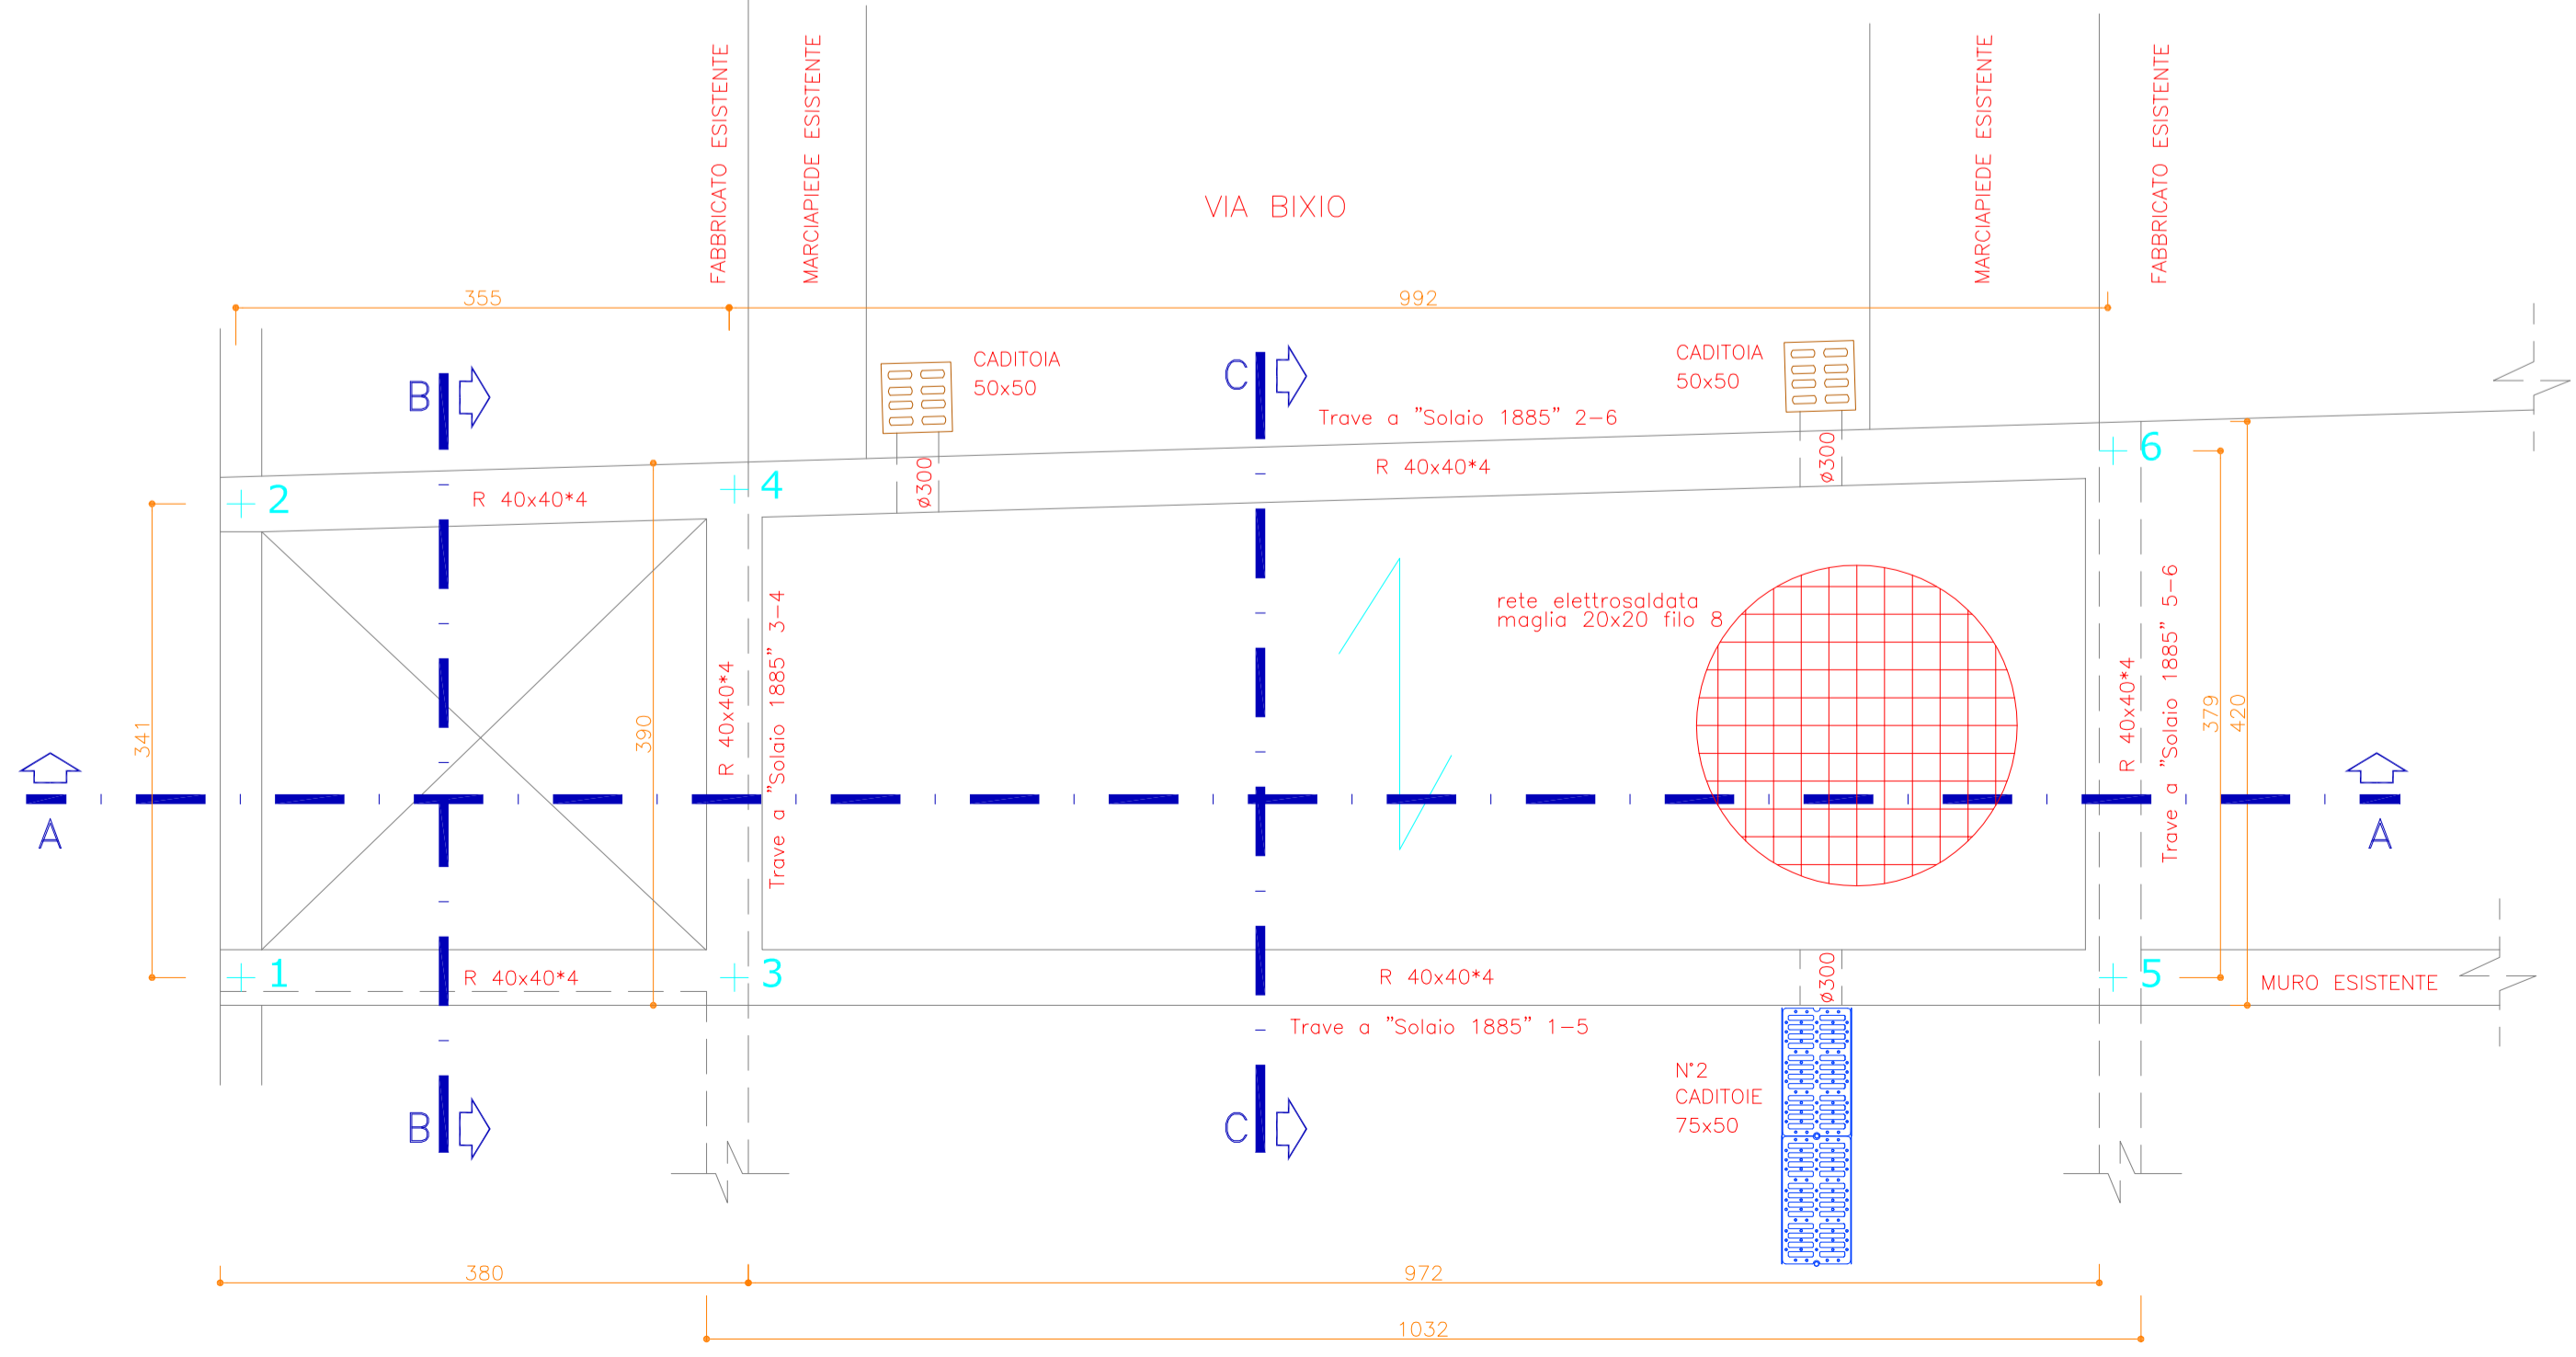 FABBRICATO ESISTENTE
MARCIAPIEDE ESISTENTE
VIA BIXIO
MARCIAPIEDE ESISTENTE
FABBRICATO ESISTENTE
355
992
B
CADITOIA
50x50
C
CADITOIA
50x50
Trave a "Solaio 1885" 2-6
2
R 40x40*4
4
ø300
R 40x40*4
ø300
6
341
390
R 40x40*4
Trave a "Solaio 1885" 3-4
rete elettrosaldata
maglia 20x20 filo 8
R 40x40*4
Trave a "Solaio 1885" 5-6
379
420
A
A
1
R 40x40*4
3
R 40x40*4
ø300
5
MURO ESISTENTE
Trave a "Solaio 1885" 1-5
B
C
N°2
CADITOIE
75x50
380
972
1032